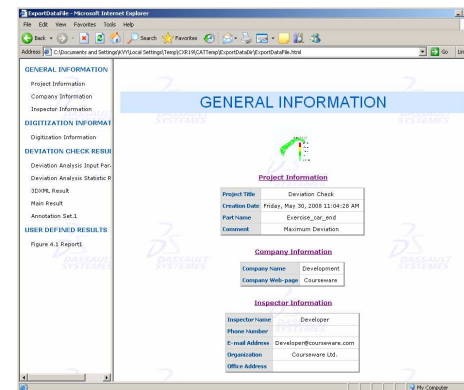 ExportDataFile - Microsoft Internet Explorer
File Edit View Favorites Tools Help
Back Search Favorites
Address C:\Documents and Settings\KVY\Local Settings\Temp\CXR19\CATTemp\ExportDataDir\ExportDataFile.html Go Lin
GENERAL INFORMATION
Project Information
Company Information
Inspector Information
DIGITIZATION INFORMAT
Digitization Information
DEVIATION CHECK RESUL
Deviation Analysis Input Par
Deviation Analysis Statistic R
3DXML Result
Main Result
Annotation Set.1
USER DEFINED RESULTS
Figure 4.1 Report1
GENERAL INFORMATION
Project Information
Project Title Deviation Check
Creation Date Friday, May 30, 2008 11:04:28 AM
Part Name Exercise_car_end
Comment Maximum Deviation
Company Information
Company Name Development
Company Web-page Courseware
Inspector Information
Inspector Name Developer
Phone Number
E-mail Address Developer@courseware.com
Organization Courseware Ltd.
Office Address
DASSAULT SYSTEMES
My Computer